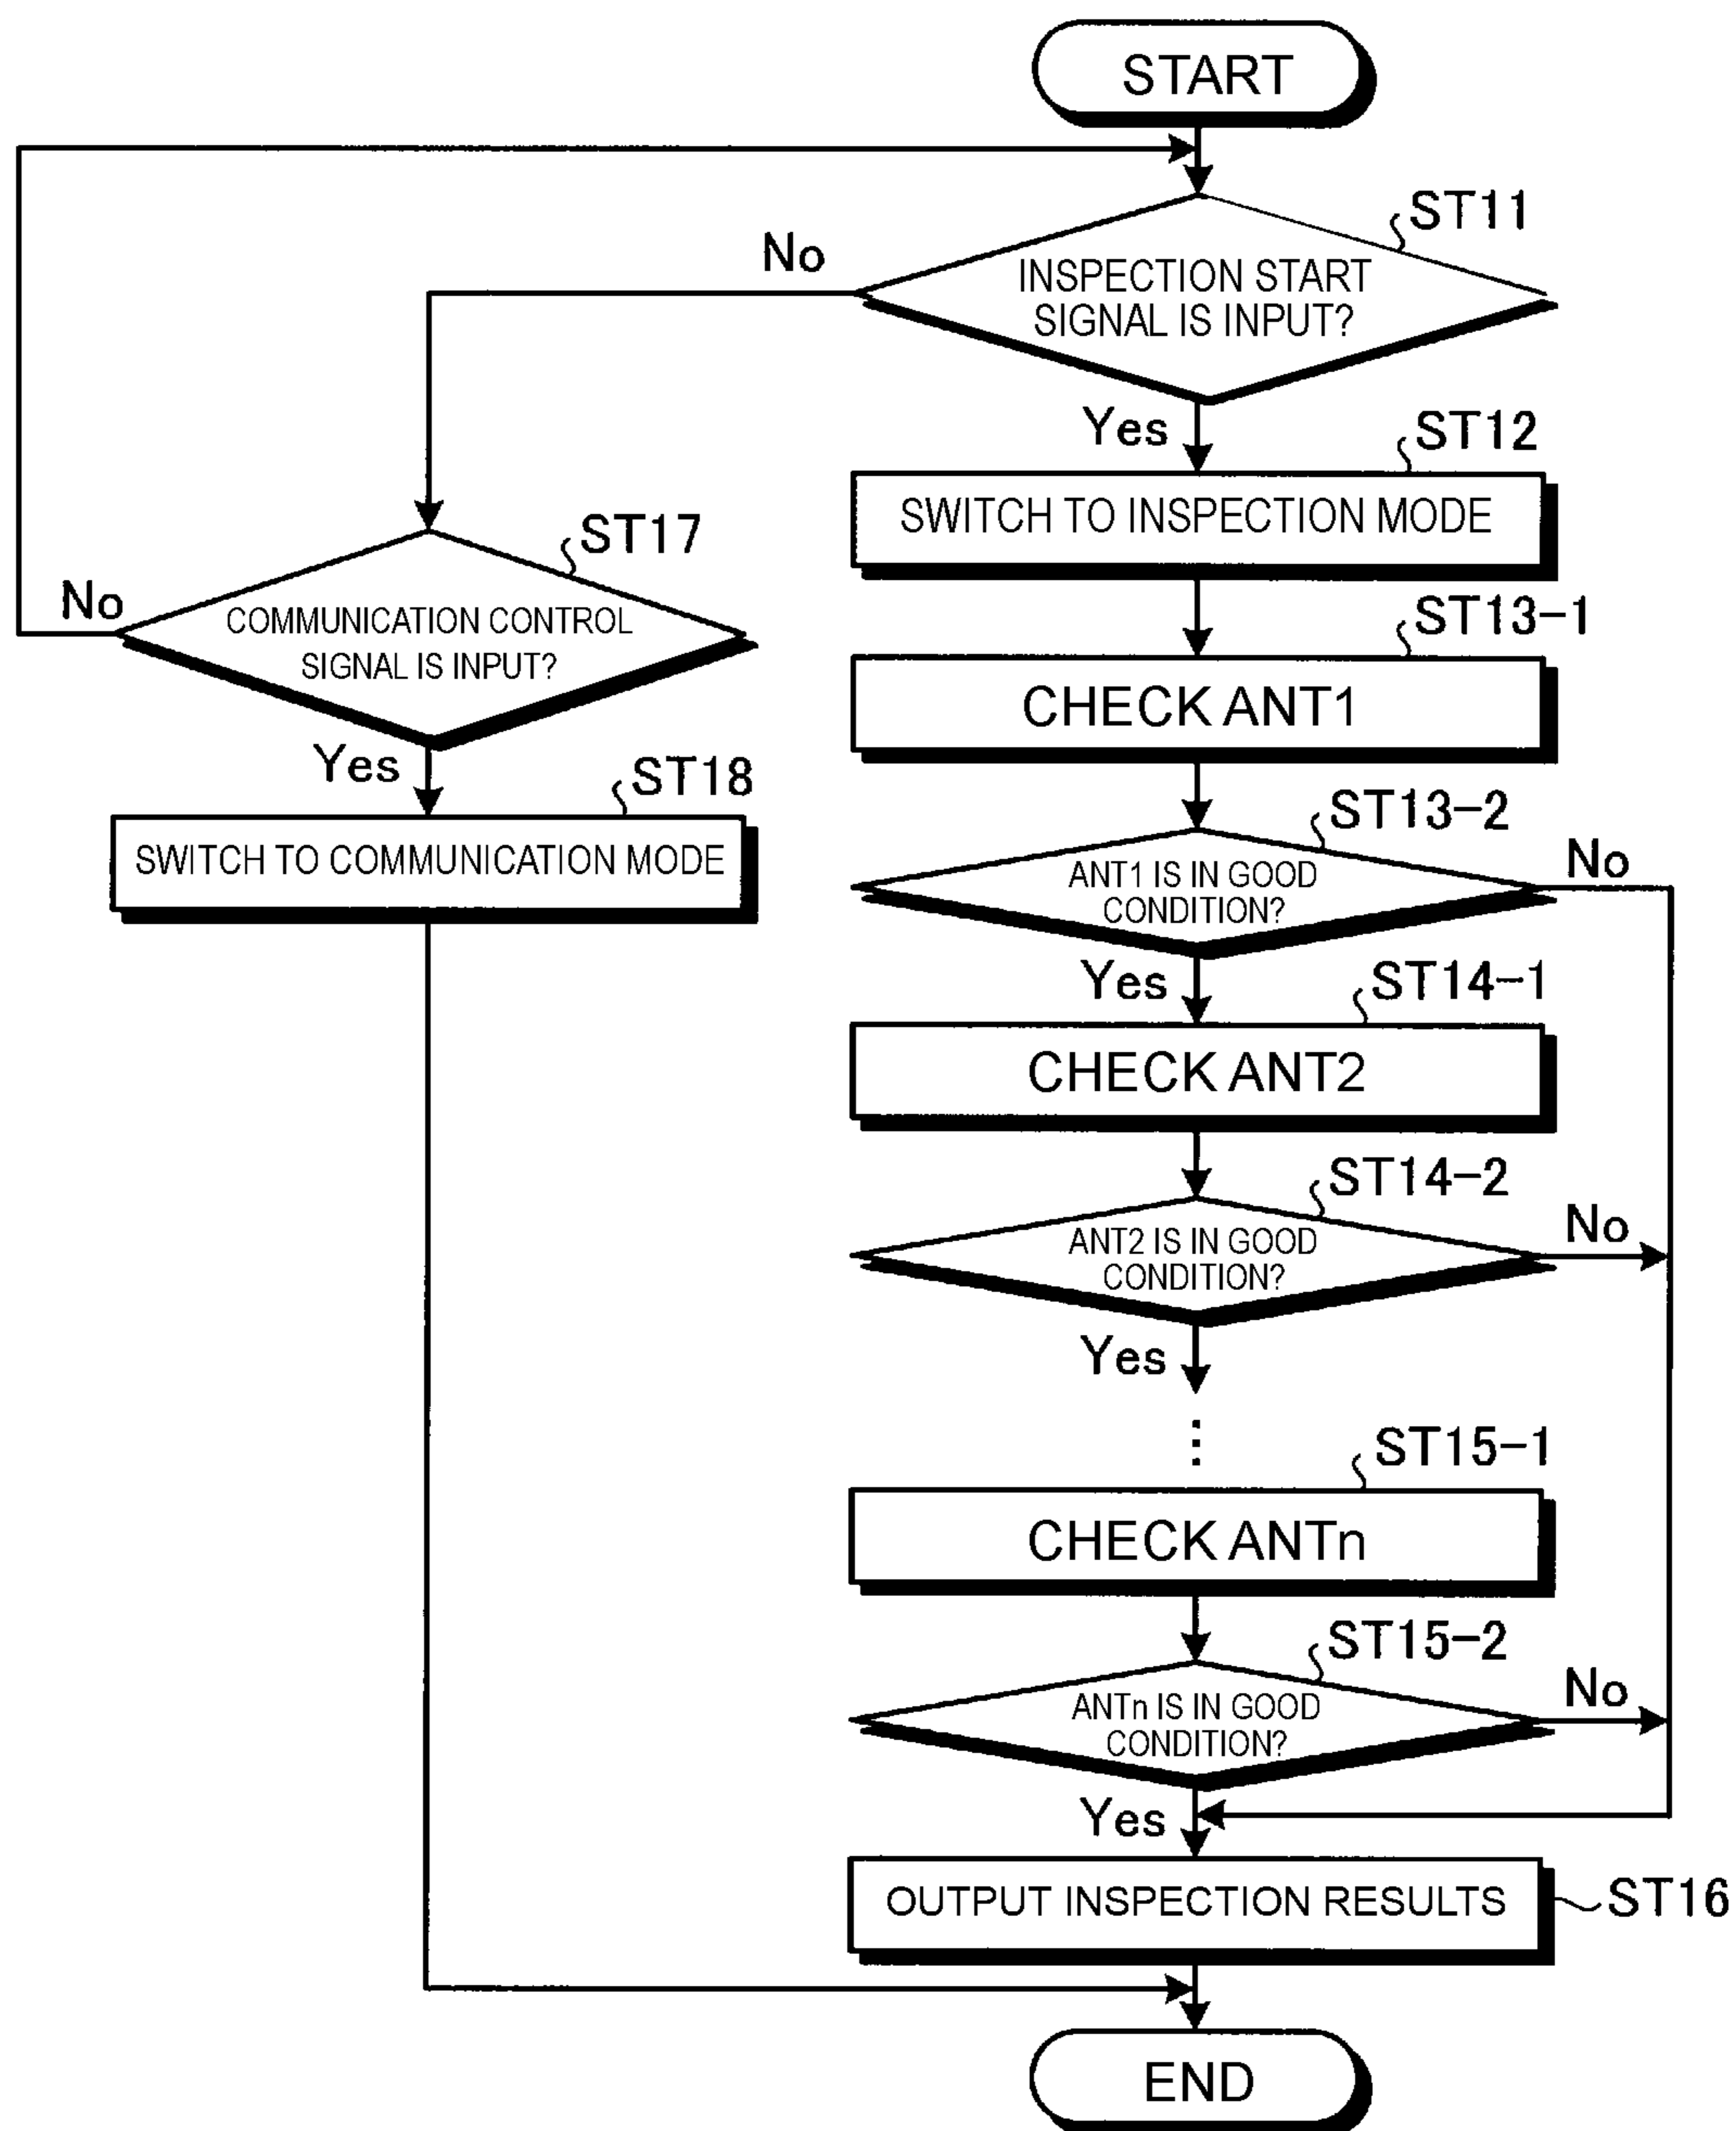 START
ST11
No
INSPECTION START
SIGNAL IS INPUT?
Yes
ST12
SWITCH TO INSPECTION MODE
ST17
No
COMMUNICATION CONTROL
SIGNAL IS INPUT?
Yes
ST18
SWITCH TO COMMUNICATION MODE
ST13-1
CHECK ANT1
ST13-2
ANT1 IS IN GOOD
CONDITION?
No
Yes
ST14-1
CHECK ANT2
ST14-2
ANT2 IS IN GOOD
CONDITION?
No
Yes
⋮
ST15-1
CHECK ANTn
ST15-2
ANTn IS IN GOOD
CONDITION?
No
Yes
OUTPUT INSPECTION RESULTS
ST16
END